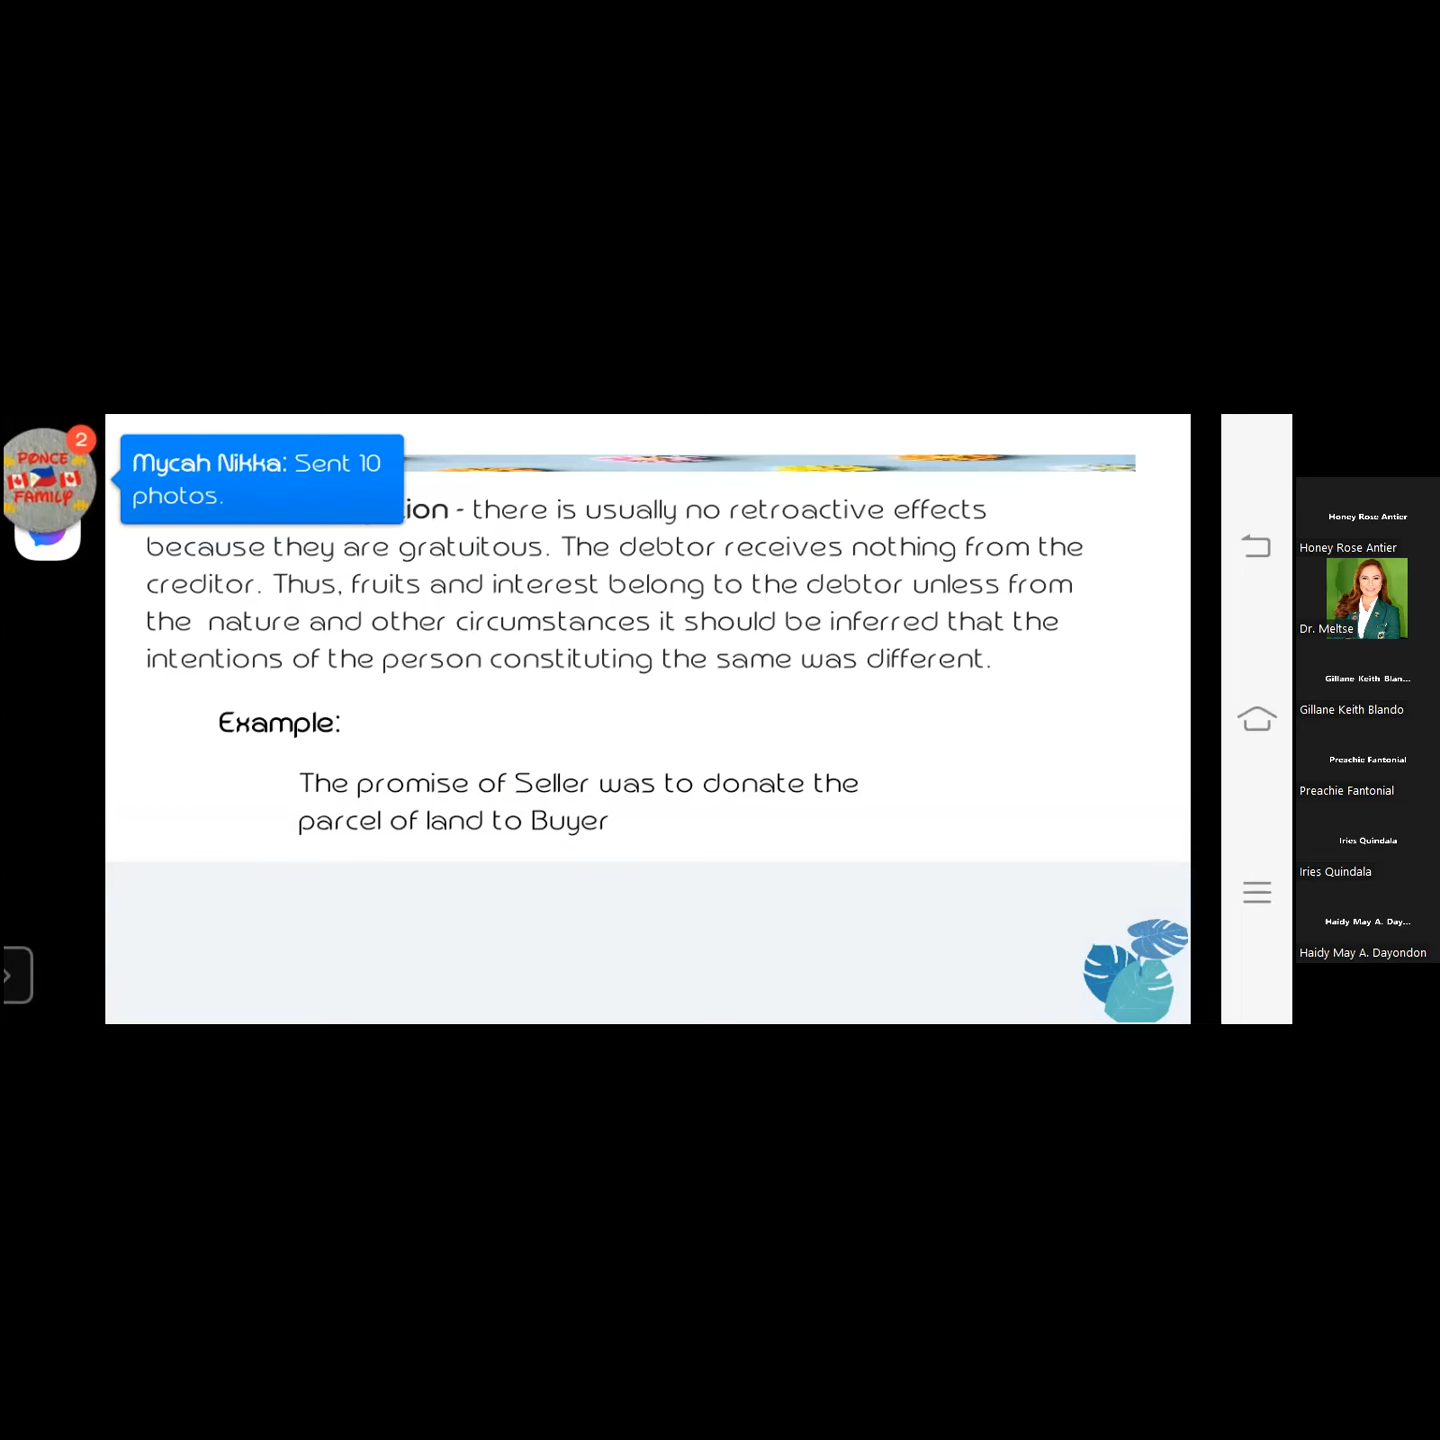 2
PONCE
FAMILY
Mycah Nikka: Sent 10
photos.
ion - there is usually no retroactive effects
because they are gratuitous. The debtor receives nothing from the
creditor. Thus, fruits and interest belong to the debtor unless from
the nature and other circumstances it should be inferred that the
intentions of the person constituting the same was different.
Example:
The promise of Seller was to donate the
parcel of land to Buyer
Honey Rose Antier
Honey Rose Antier
Dr. Meltse
Gillane Keith Blan...
Gillane Keith Blando
Preachie Fantonial
Preachie Fantonial
Iries Quindala
Iries Quindala
Haidy May A. Day...
Haidy May A. Dayondon